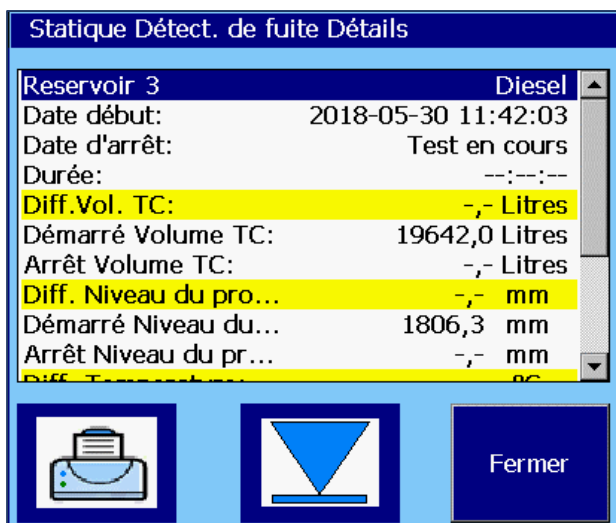 Statique Détect. de fuite Détails
Reservoir 3 Diesel
Date début: 2018-05-30 11:42:03
Date d'arrêt: Test en cours
Durée: --:--:--
Diff.Vol. TC: -,- Litres
Démarré Volume TC: 19642,0 Litres
Arrêt Volume TC: -,- Litres
Diff. Niveau du pro... -,- mm
Démarré Niveau du... 1806,3 mm
Arrêt Niveau du pr... -,- mm
Fermer